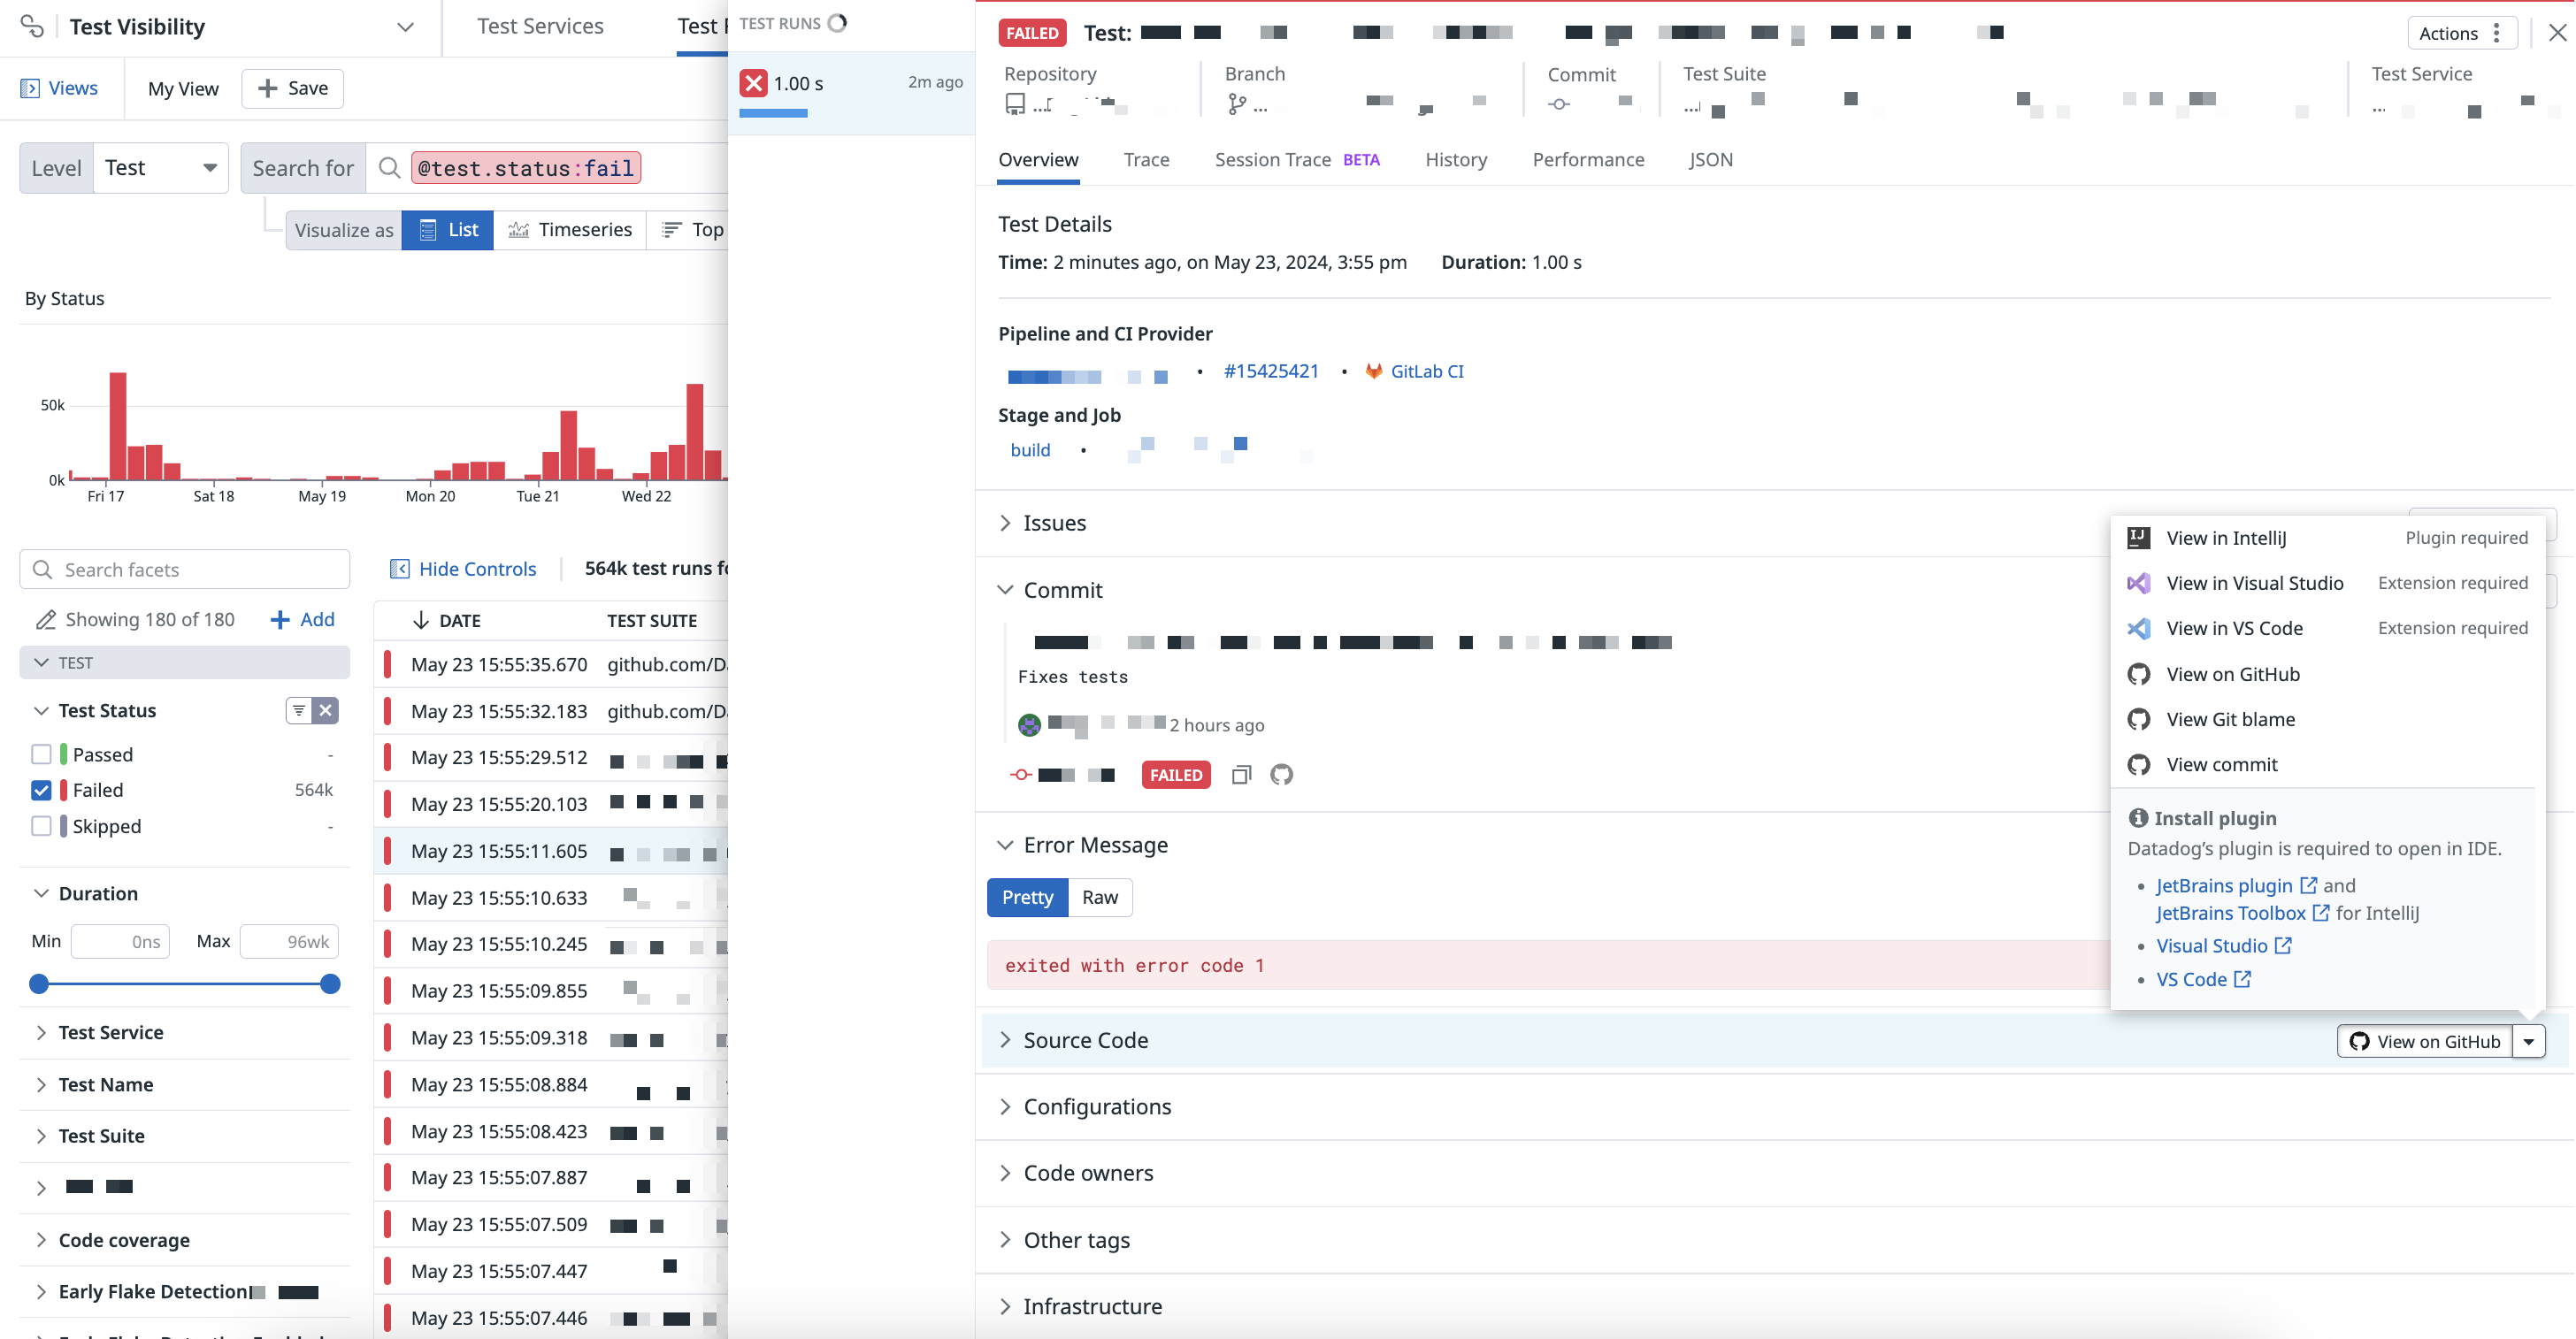 Test Visibility
Test Services
Test
Views
My View
Save
Level
Test
Search for
@test.status:fail
Visualize as
List
Timeseries
Top
By Status
50k
0k
Fri 17
Sat 18
May 19
Mon 20
Tue 21
Wed 22
Search facets
Showing 180 of 180
Add
TEST
Test Status
Passed
-
Failed
564k
Skipped
-
Duration
Min
0ns
Max
96wk
Test Service
Test Name
Test Suite
Code coverage
Early Flake Detection
Hide Controls
564k test runs
DATE
TEST SUITE
May 23 15:55:35.670 github.com/D
May 23 15:55:32.183 github.com/D
May 23 15:55:29.512
May 23 15:55:20.103
May 23 15:55:11.605
May 23 15:55:10.633
May 23 15:55:10.245
May 23 15:55:09.855
May 23 15:55:09.318
May 23 15:55:08.884
May 23 15:55:08.423
May 23 15:55:07.887
May 23 15:55:07.509
May 23 15:55:07.447
May 23 15:55:07.446
TEST RUNS
1.00 s
2m ago
FAILED
Test:
Actions
Repository
Branch
Commit
Test Suite
Test Service
Overview
Trace
Session Trace BETA
History
Performance
JSON
Test Details
Time: 2 minutes ago, on May 23, 2024, 3:55 pm Duration: 1.00 s
Pipeline and CI Provider
• #15425421 • GitLab CI
Stage and Job
build •
Issues
Commit
Fixes tests
2 hours ago
FAILED
Error Message
Pretty
Raw
exited with error code 1
Source Code
View on GitHub
Configurations
Code owners
Other tags
Infrastructure
View in IntelliJ Plugin required
View in Visual Studio Extension required
View in VS Code Extension required
View on GitHub
View Git blame
View commit
Install plugin
Datadog's plugin is required to open in IDE.
• JetBrains plugin and
JetBrains Toolbox for IntelliJ
• Visual Studio
• VS Code